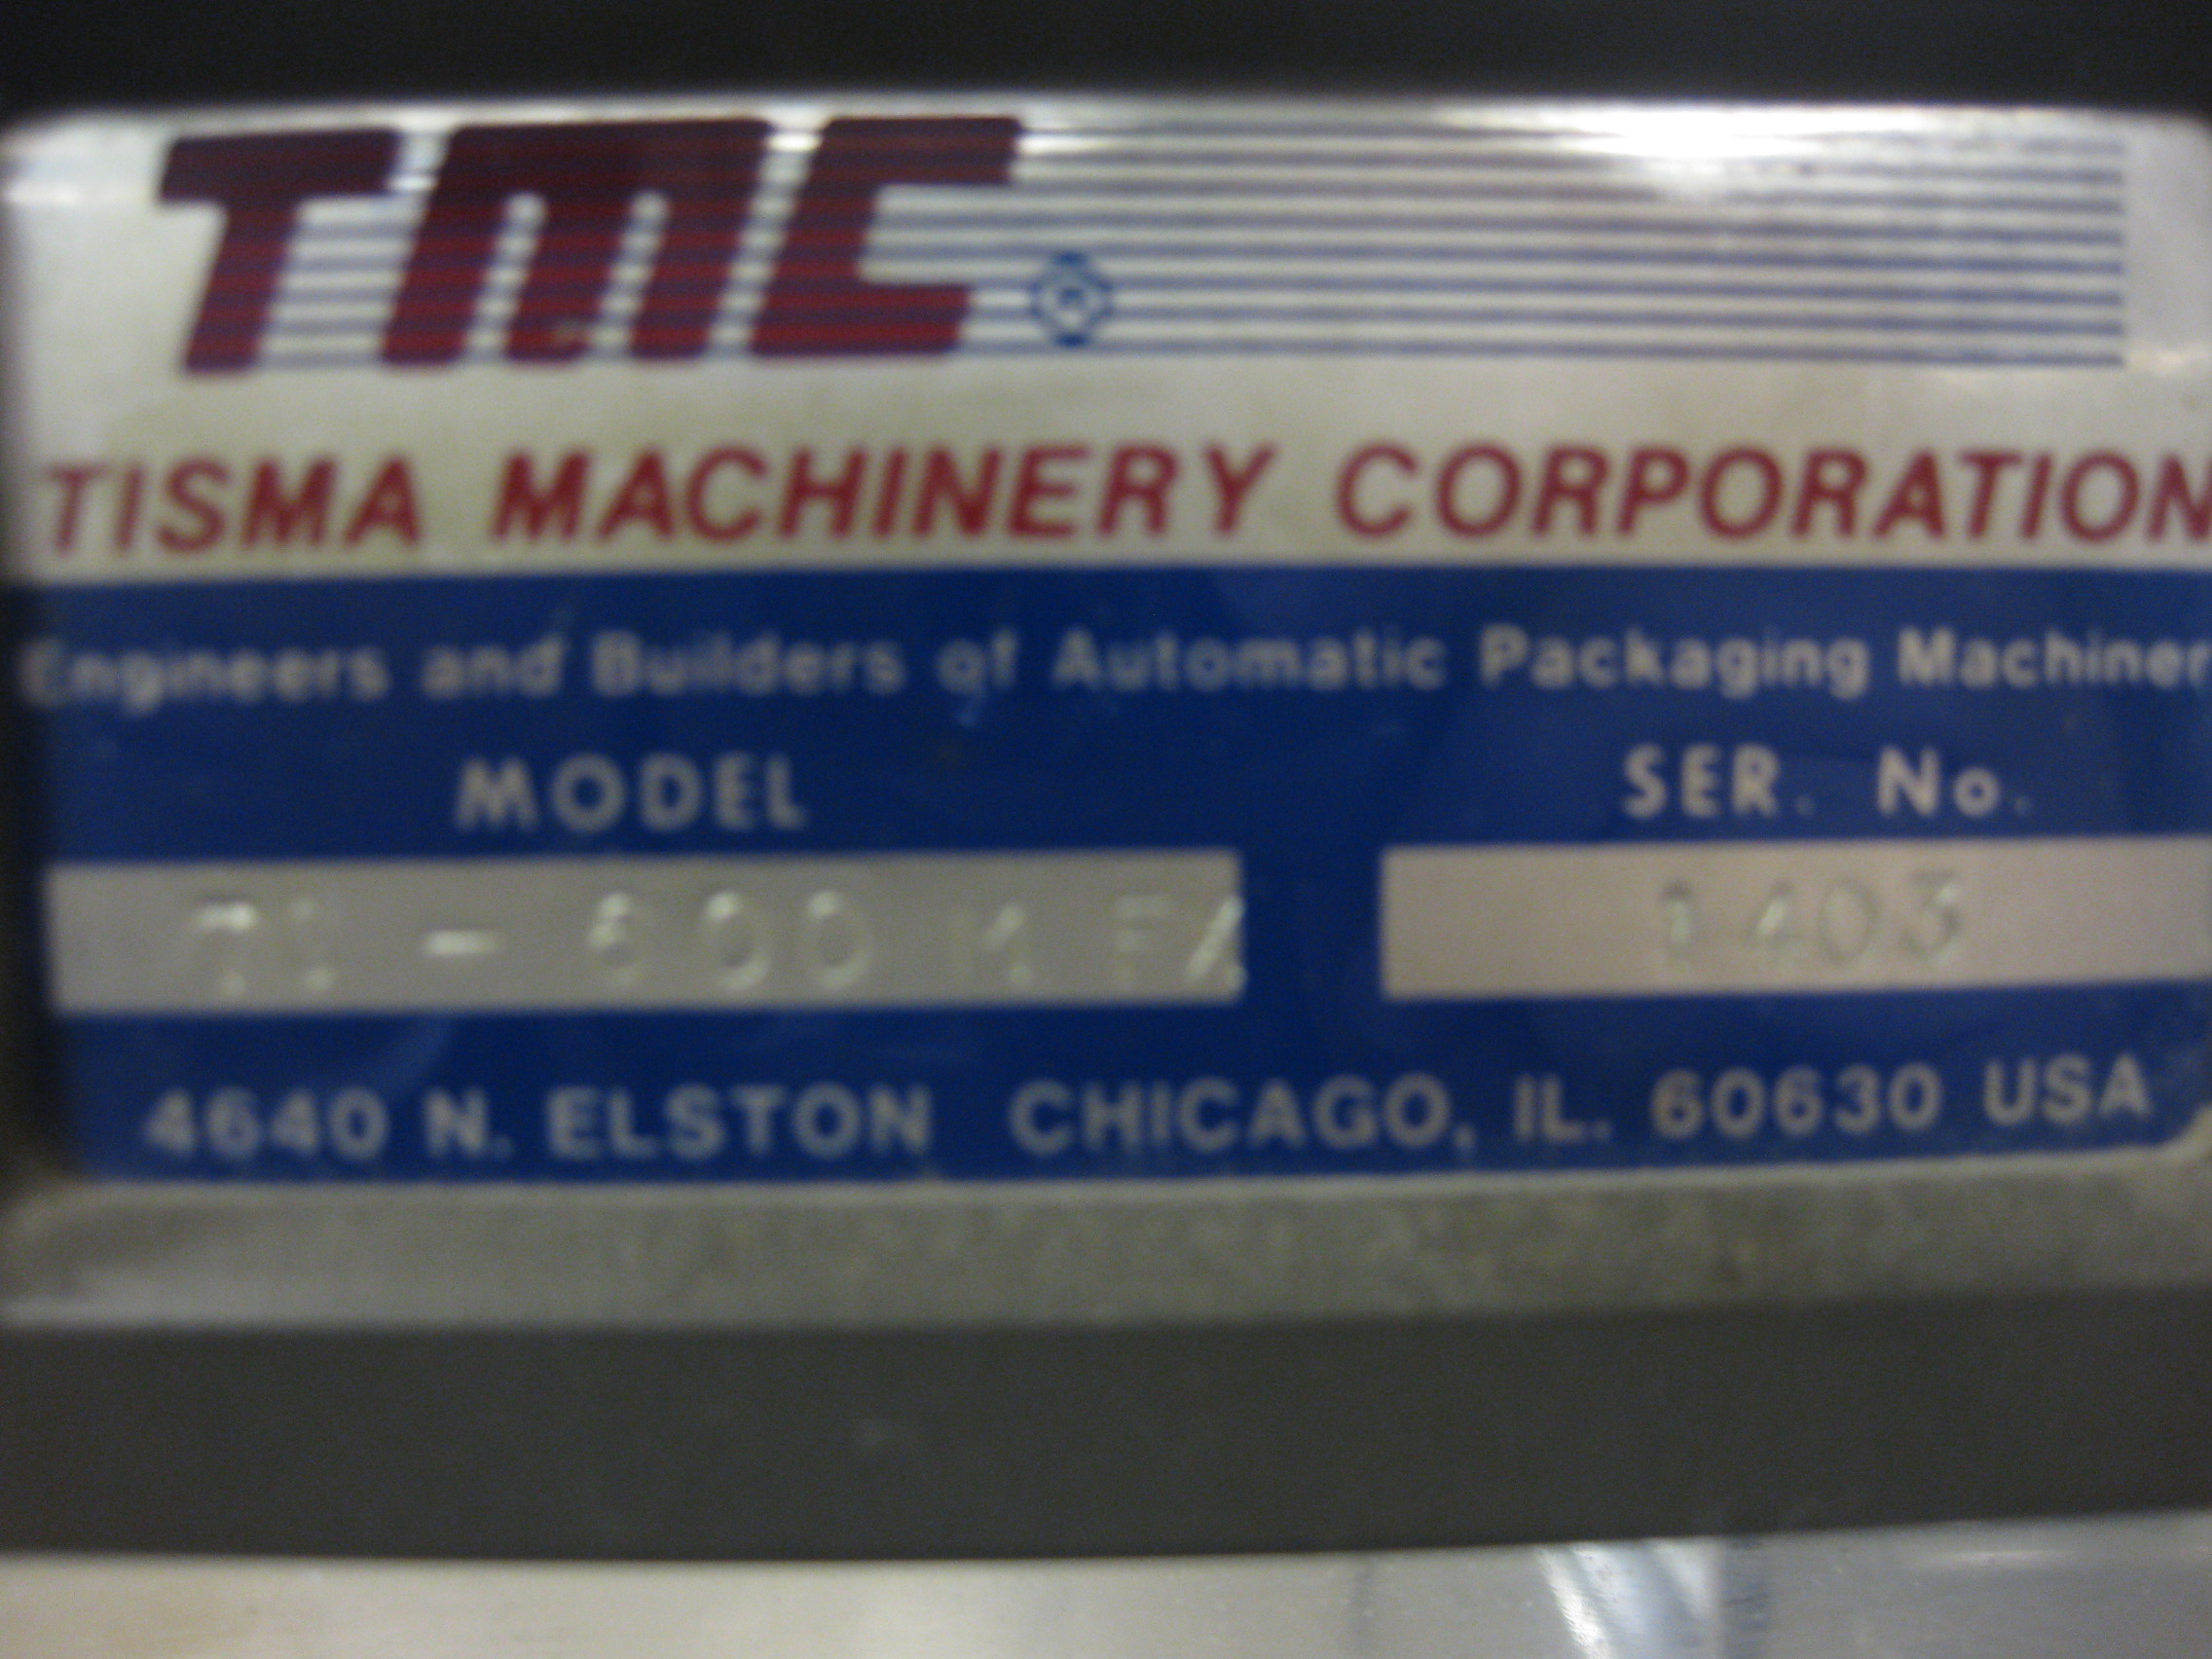 TMC ®
TISMA MACHINERY CORPORATION
Engineers and Builders of Automatic Packaging Machiner
MODEL SER. No.
1403
4640 N. ELSTON CHICAGO, IL. 60630 USA